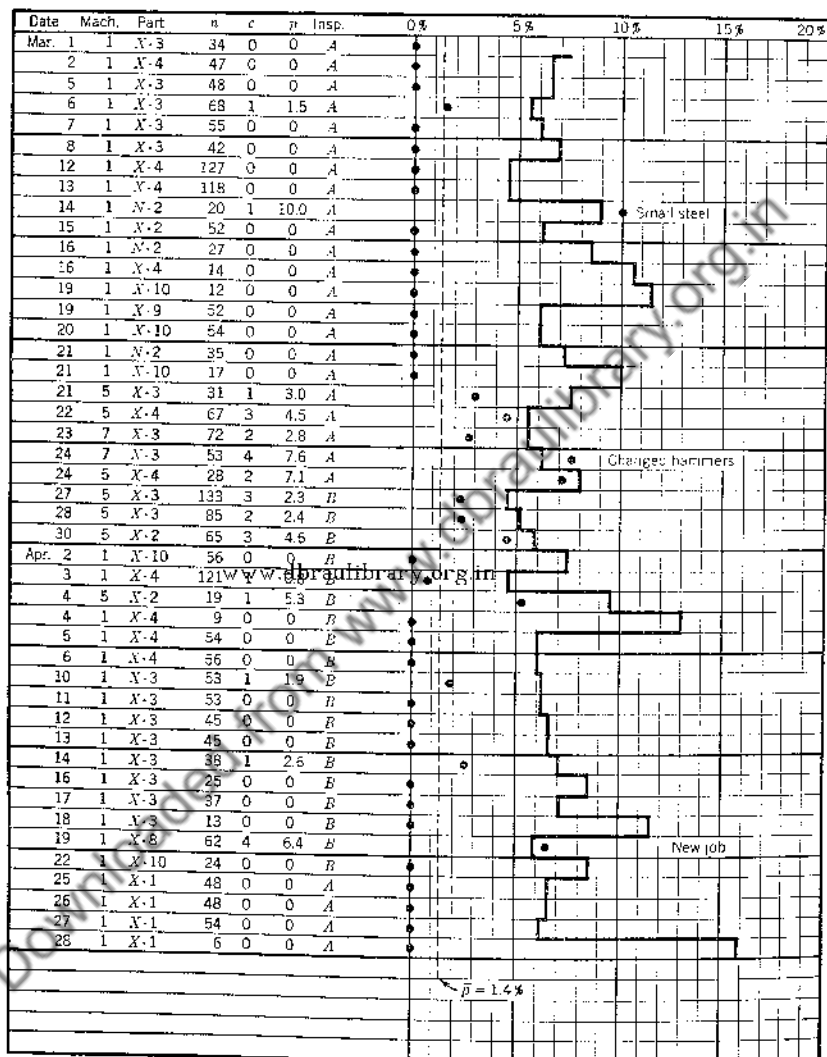 Date Mach. Part n c p Insp. 0% 5% 10% 15% 20%
Mar. 1 1 X-3 34 0 0 A
2 1 X-4 47 0 0 A
5 1 X-3 48 0 0 A
6 1 X-3 68 1 1.5 A
7 1 X-3 55 0 0 A
8 1 X-3 42 0 0 A
12 1 X-4 127 0 0 A
13 1 X-4 118 0 0 A
14 1 N-2 20 1 10.0 A Small steel
15 1 X-2 52 0 0 A
16 1 N-2 27 0 0 A
16 1 X-4 14 0 0 A
19 1 X-10 12 0 0 A
19 1 X-9 52 0 0 A
20 1 X-10 54 0 0 A
21 1 N-2 35 0 0 A
21 1 X-10 17 0 0 A
21 5 X-3 31 1 3.0 A
22 5 X-4 67 3 4.5 A
23 7 X-3 72 2 2.8 A
24 7 X-3 53 4 7.6 A Changed hammers
24 5 X-4 28 2 7.1 A
27 5 X-3 133 3 2.3 B
28 5 X-3 85 2 2.4 B
30 5 X-2 65 3 4.6 B
Apr. 2 1 X-10 56 0 0 B
3 1 X-4 121 B
www.dbraulibrary.org.in
4 5 X-2 19 1 5.3 B
4 1 X-4 9 0 0 B
5 1 X-4 54 0 0 B
6 1 X-4 56 0 0 B
10 1 X-3 53 1 1.9 B
11 1 X-3 53 0 0 B
12 1 X-3 45 0 0 B
13 1 X-3 45 0 0 B
14 1 X-3 38 1 2.6 B
16 1 X-3 25 0 0 B
17 1 X-3 37 0 0 B
18 1 X-3 13 0 0 B
19 1 X-8 62 4 6.4 B New job
22 1 X-10 24 0 0 B
25 1 X-1 48 0 0 A
26 1 X-1 48 0 0 A
27 1 X-1 54 0 0 A
28 1 X-1 6 0 0 A
p̄ = 1.4%
Downloaded from www.dbraulibrary.org.in